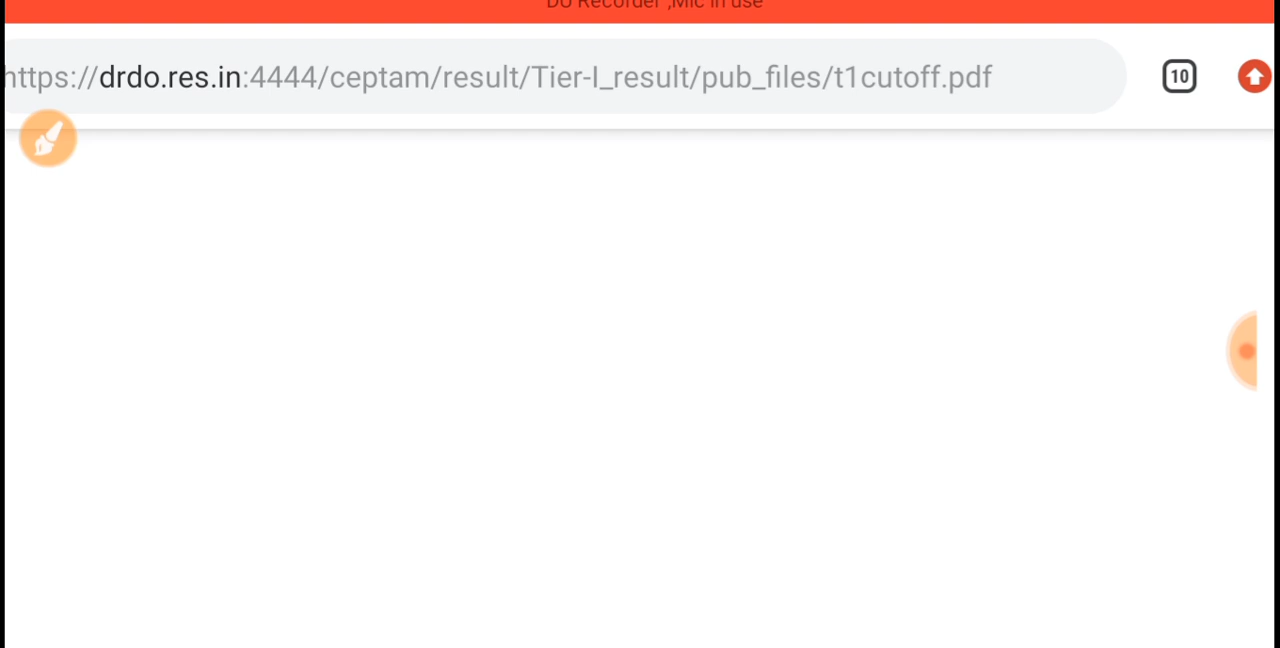 DU Recorder ,Mic in use
https://drdo.res.in:4444/ceptam/result/Tier-I_result/pub_files/t1cutoff.pdf
10